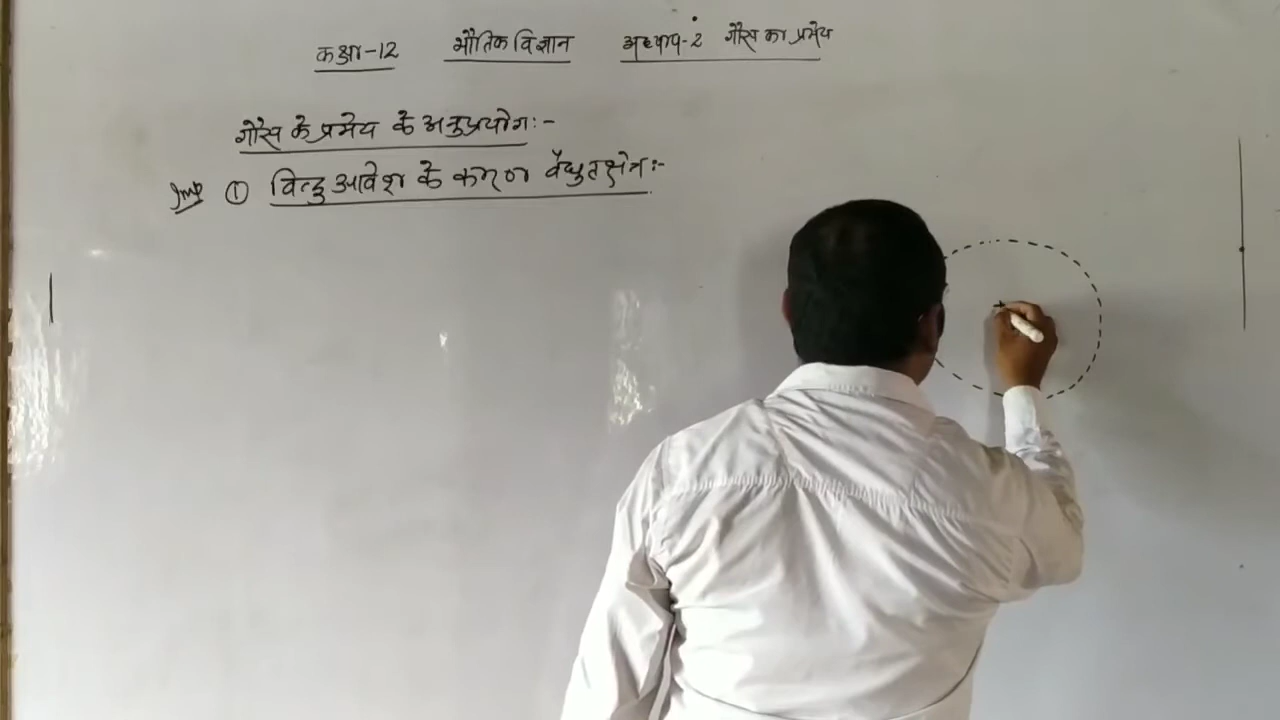 कक्षा-12 भौतिक विज्ञान अध्याय-2 गौस का प्रमेय
गौस के प्रमेय के अनुप्रयोग:-
Imp ① बिन्दु आवेश के कारण वैद्युत क्षेत्र:-
+